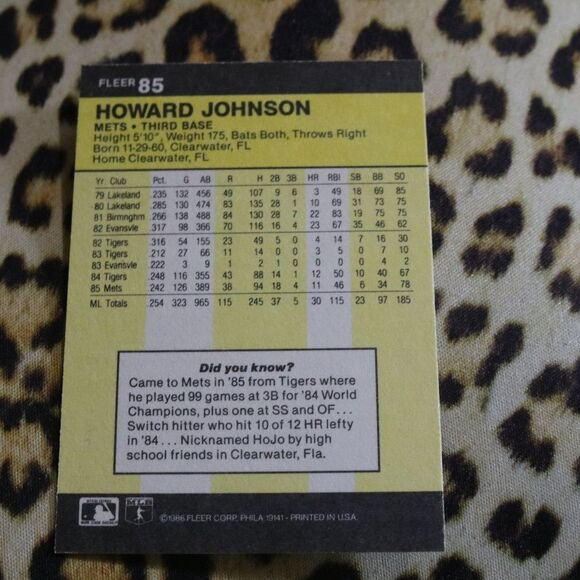 FLEER 85
HOWARD JOHNSON
METS • THIRD BASE
Height 5'10", Weight 175, Bats Both, Throws Right
Born 11-29-60, Clearwater, FL
Home Clearwater, FL
Yr. Club Pct. G AB R H 2B 3B HR RBI SB BB SO
79 Lakeland .235 132 456 49 107 9 6 3 49 18 69 85
80 Lakeland .285 130 474 83 135 28 1 10 69 31 73 75
81 Birmnghm .266 138 488 84 130 28 7 22 83 19 75 75
82 Evansvle .317 98 366 70 116 16 4 23 67 35 46 62
82 Tigers .316 54 155 23 49 5 0 4 14 7 16 30
83 Tigers .212 27 66 11 14 0 0 3 5 0 7 10
83 Evansvle .222 3 9 1 2 0 0 1 4 2 0 2
84 Tigers .248 116 355 43 88 14 1 12 50 10 40 67
85 Mets .242 126 389 38 94 18 4 11 46 6 34 78
ML Totals .254 323 965 115 245 37 5 30 115 23 97 185
Did you know?
Came to Mets in '85 from Tigers where
he played 99 games at 3B for '84 World
Champions, plus one at SS and OF...
Switch hitter who hit 10 of 12 HR lefty
in '84... Nicknamed HoJo by high
school friends in Clearwater, Fla.
©1986 FLEER CORP. PHILA. 19141 - PRINTED IN U.S.A.